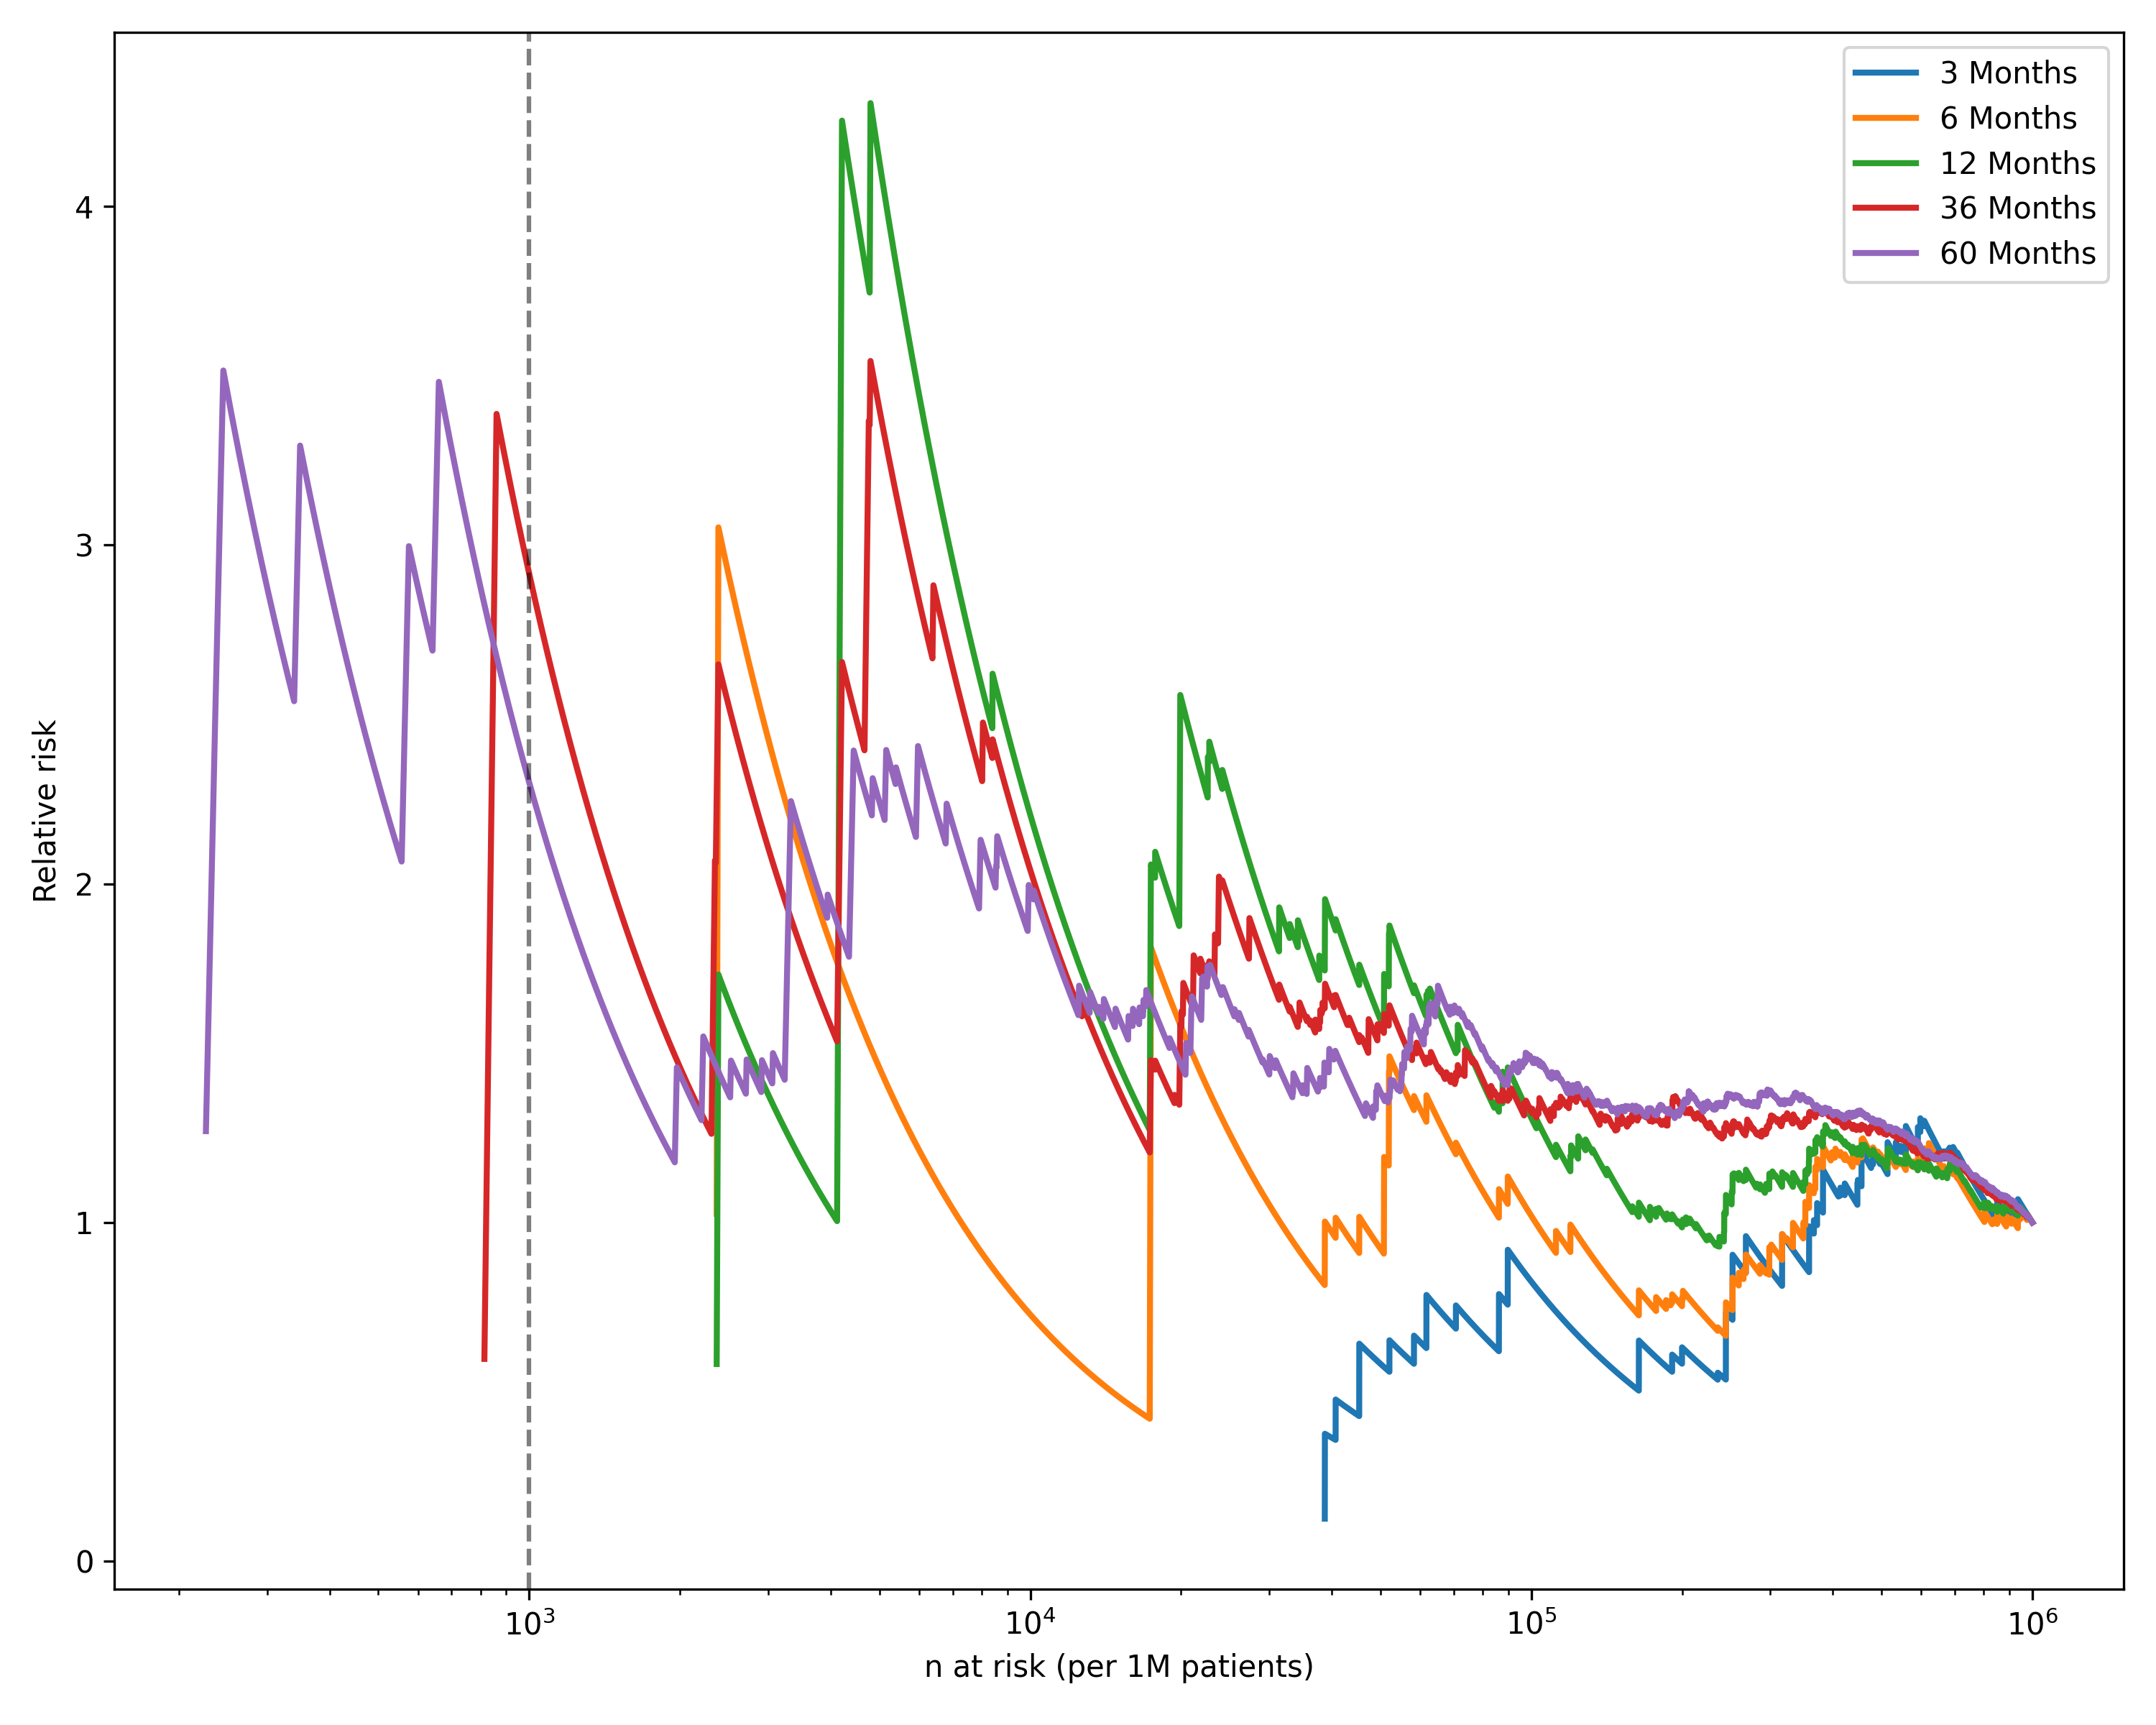 3 Months
6 Months
12 Months
36 Months
60 Months
4
3
2
1
0
Relative risk
10³
10⁴
10⁵
10⁶
n at risk (per 1M patients)